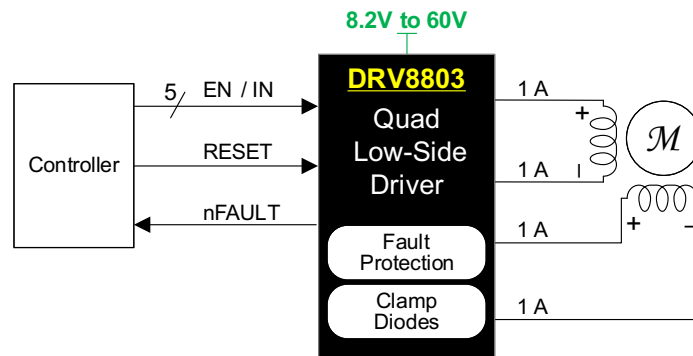 8.2V to 60V
DRV8803
Quad
Low-Side
Driver
Fault
Protection
Clamp
Diodes
Controller
5
EN / IN
RESET
nFAULT
1 A
1 A
1 A
1 A
+
–
M
+
–